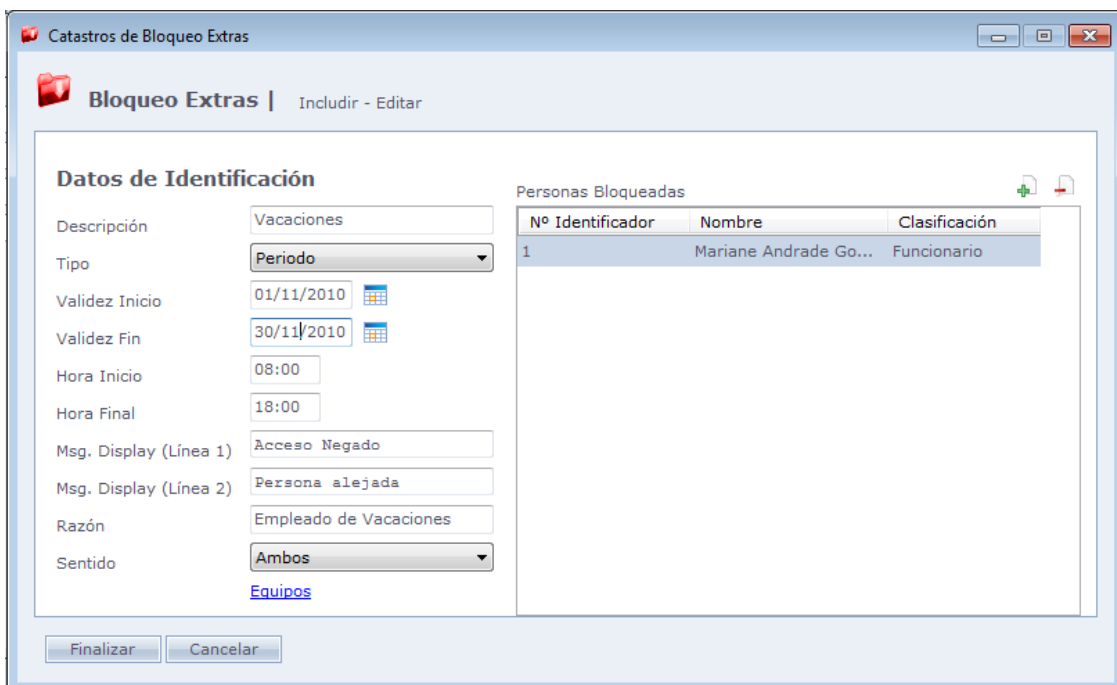 Catastros de Bloqueo Extras
Bloqueo Extras | Includir - Editar
Datos de Identificación
Descripción Vacaciones
Tipo Periodo
Validez Inicio 01/11/2010
Validez Fin 30/11/2010
Hora Inicio 08:00
Hora Final 18:00
Msg. Display (Línea 1) Acceso Negado
Msg. Display (Línea 2) Persona alejada
Razón Empleado de Vacaciones
Sentido Ambos
Equipos
Personas Bloqueadas
Nº Identificador Nombre Clasificación
1 Mariane Andrade Go... Funcionario
Finalizar Cancelar